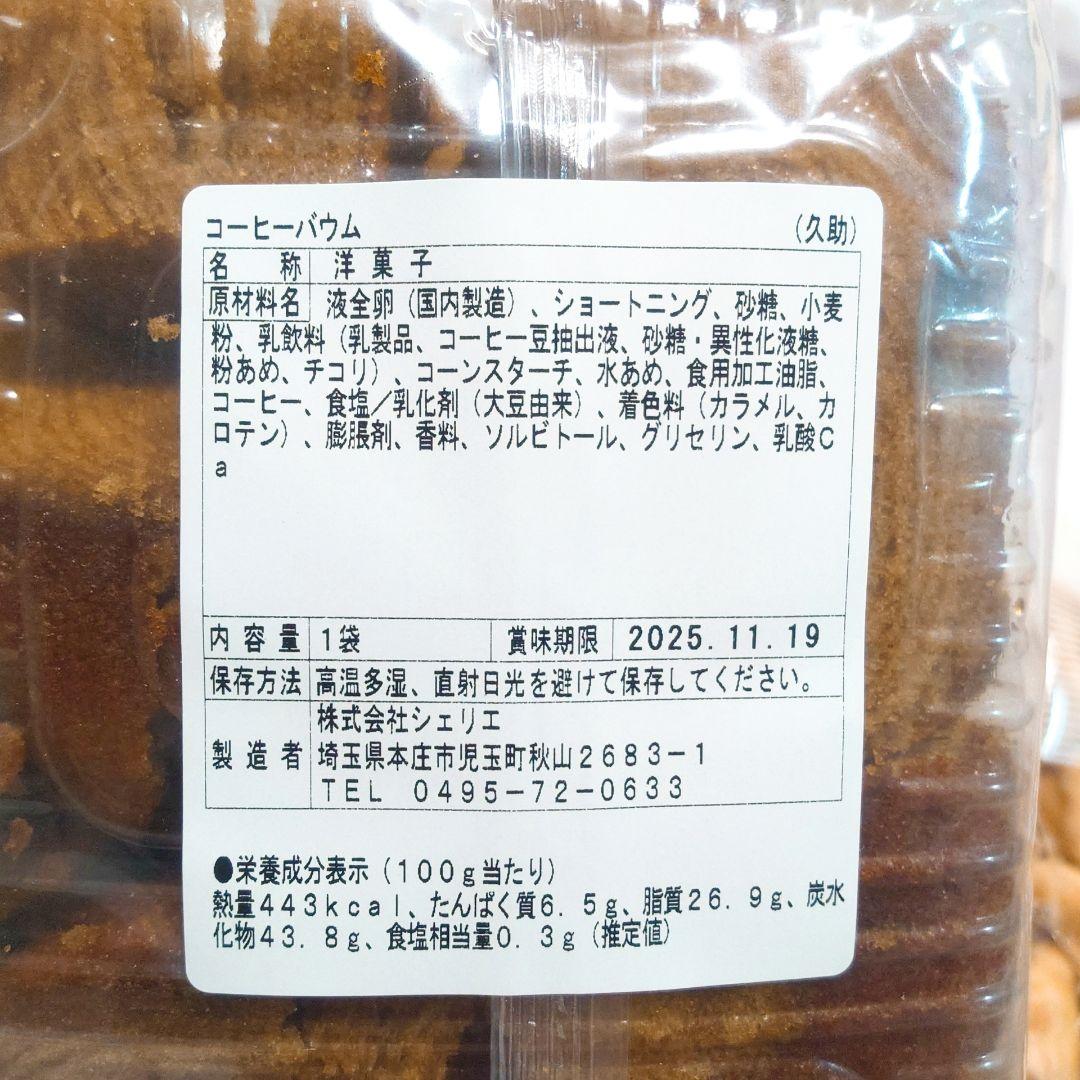 コーヒーバウム （久助）
名称 洋菓子
原材料名 液全卵（国内製造）、ショートニング、砂糖、小麦
粉、乳飲料（乳製品、コーヒー豆抽出液、砂糖・異性化液糖、
粉あめ、チコリ）、コーンスターチ、水あめ、食用加工油脂、
コーヒー、食塩／乳化剤（大豆由来）、着色料（カラメル、カ
ロテン）、膨脹剤、香料、ソルビトール、グリセリン、乳酸Ｃ
ａ
内容量 １袋 賞味期限 2025.11.19
保存方法 高温多湿、直射日光を避けて保存してください。
株式会社シェリエ
製造者 埼玉県本庄市児玉町秋山２６８３－１
ＴＥＬ ０４９５－７２－０６３３
●栄養成分表示（１００ｇ当たり）
熱量４４３ｋｃａｌ、たんぱく質６．５ｇ、脂質２６．９ｇ、炭水
化物４３．８ｇ、食塩相当量０．３ｇ（推定値）